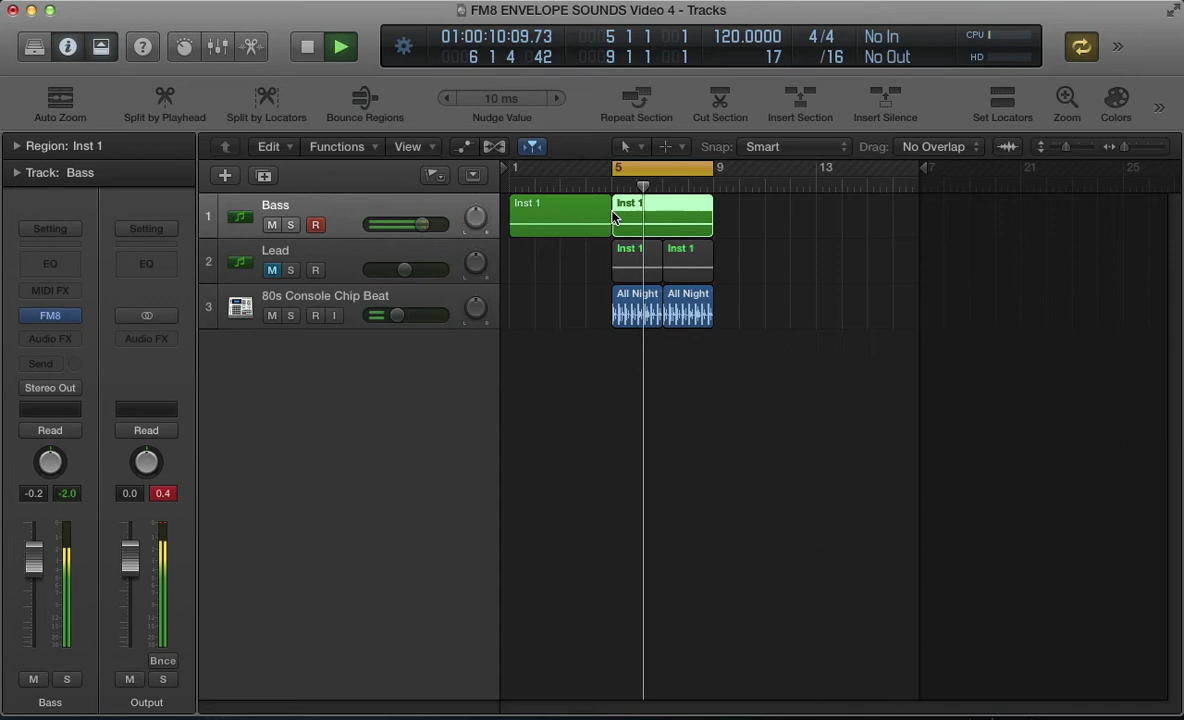 FM8 ENVELOPE SOUNDS Video 4 - Tracks
01:00:10:09.73 5 1 1 1 120.0000 4/4 No In CPU
6 1 4 42 9 1 1 1 17 /16 No Out HD
Auto Zoom Split by Playhead Split by Locators Bounce Regions 10 ms Nudge Value Repeat Section Cut Section Insert Section Insert Silence Set Locators Zoom Colors
Region: Inst 1 Edit Functions View Snap: Smart Drag: No Overlap
Track: Bass 1 5 9 13 17 21 25
1 Bass Inst 1 Inst 1
Setting Setting M S R
EQ EQ 2 Lead Inst 1 Inst 1
MIDI FX M S R
FM8 3 80s Console Chip Beat All Night All Night
Audio FX Audio FX M S R I
Send
Stereo Out
Read Read
-0.2 -2.0 0.0 0.4
Bnce
M S M S
Bass Output